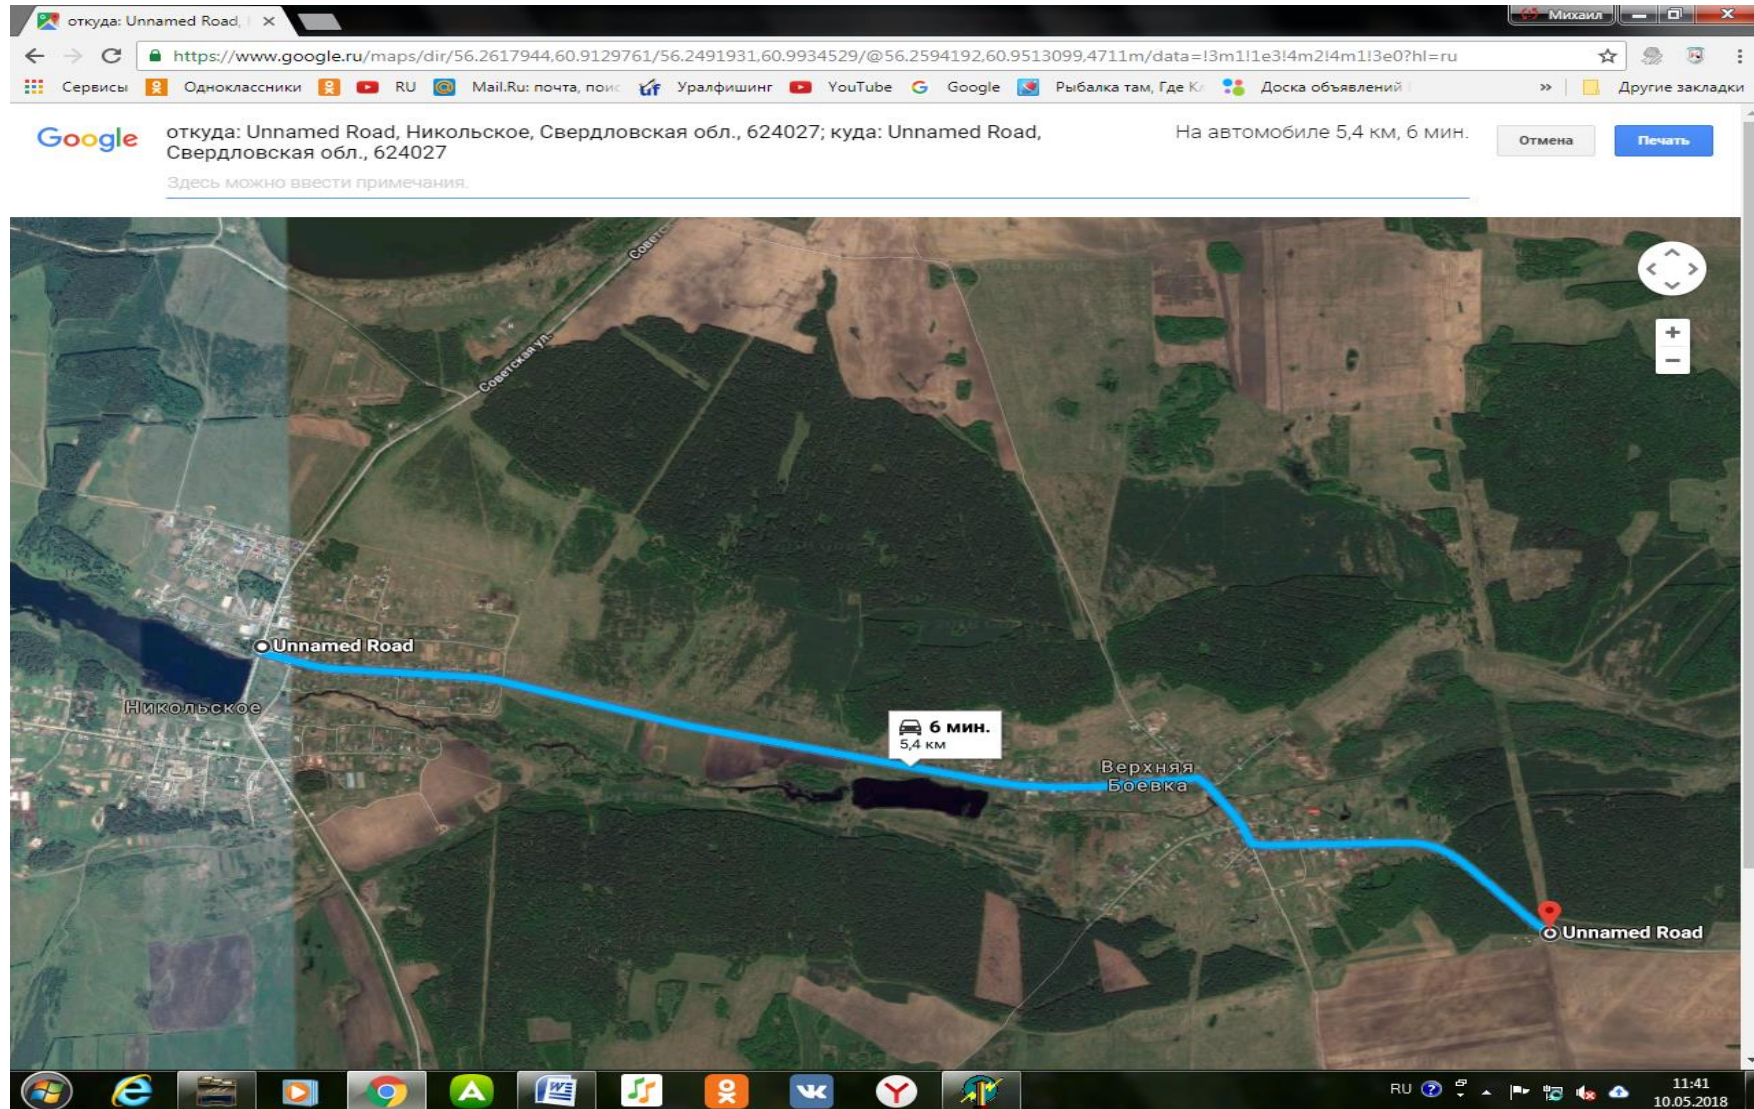 откуда: Unnamed Road,
Михаил
https://www.google.ru/maps/dir/56.2617944,60.9129761/56.2491931,60.9934529/@56.2594192,60.9513099,4711m/data=!3m1!1e3!4m2!4m1!3e0?hl=ru
Сервисы Одноклассники RU Mail.Ru: почта, поис Уралфишинг YouTube Google Рыбалка там, Где Кл Доска объявлений » Другие закладки
Google
откуда: Unnamed Road, Никольское, Свердловская обл., 624027; куда: Unnamed Road,
Свердловская обл., 624027
На автомобиле 5,4 км, 6 мин.
Отмена
Печать
Здесь можно ввести примечания.
Советская ул.
Unnamed Road
Никольское
6 мин.
5,4 км
Верхняя
Боевка
Unnamed Road
RU
11:41
10.05.2018